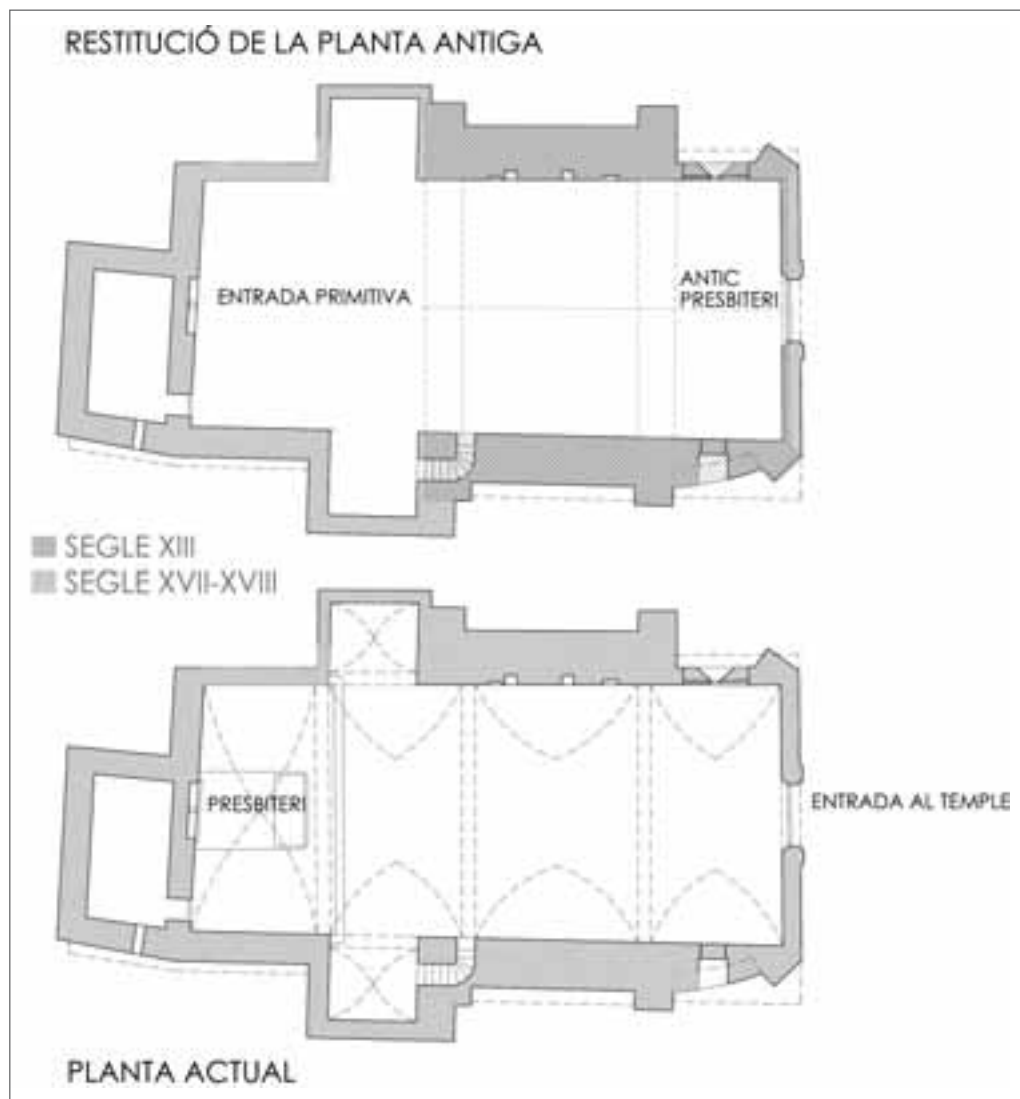 RESTITUCIÓ DE LA PLANTA ANTIGA
ENTRADA PRIMITIVA
ANTIC
PRESBITERI
SEGLE XIII
SEGLE XVII-XVIII
PRESBITERI
ENTRADA AL TEMPLE
PLANTA ACTUAL